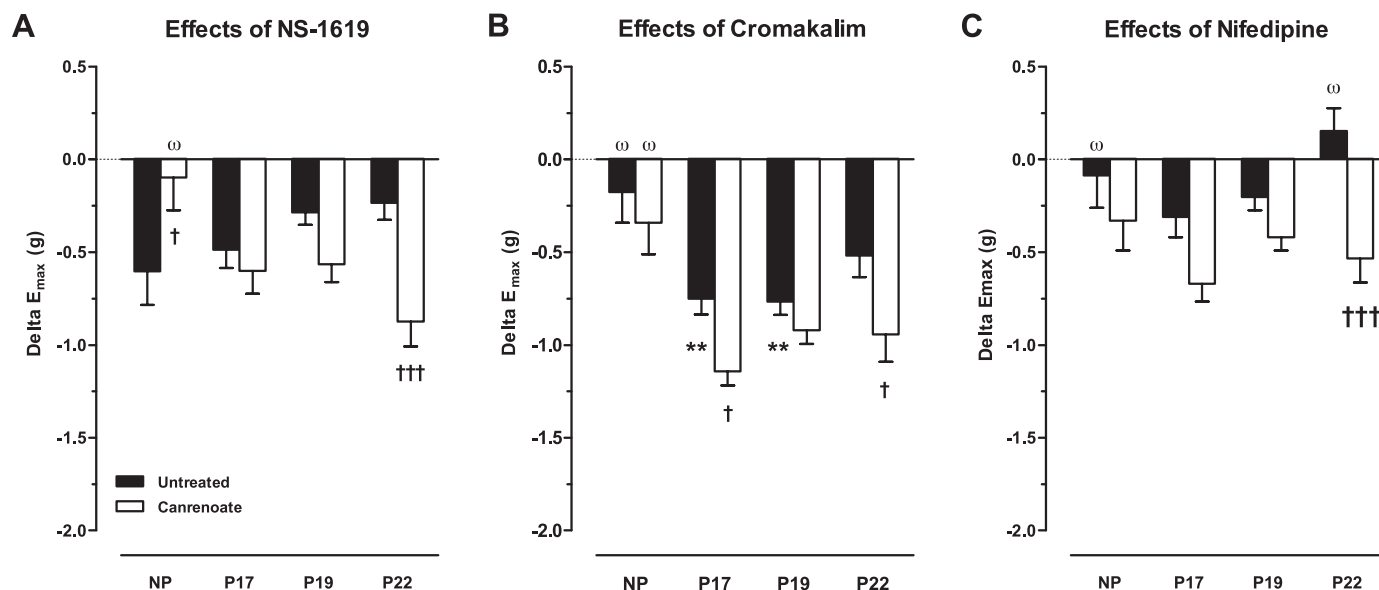 A Effects of NS-1619
Delta Emax (g)
0.5
0.0
-0.5
-1.0
-1.5
-2.0
ω
†
†††
Untreated
Canrenoate
NP P17 P19 P22
B Effects of Cromakalim
Delta Emax (g)
0.5
0.0
-0.5
-1.0
-1.5
-2.0
ω ω
** **
† †
NP P17 P19 P22
C Effects of Nifedipine
Delta Emax (g)
0.5
0.0
-0.5
-1.0
-1.5
-2.0
ω
ω
†††
NP P17 P19 P22